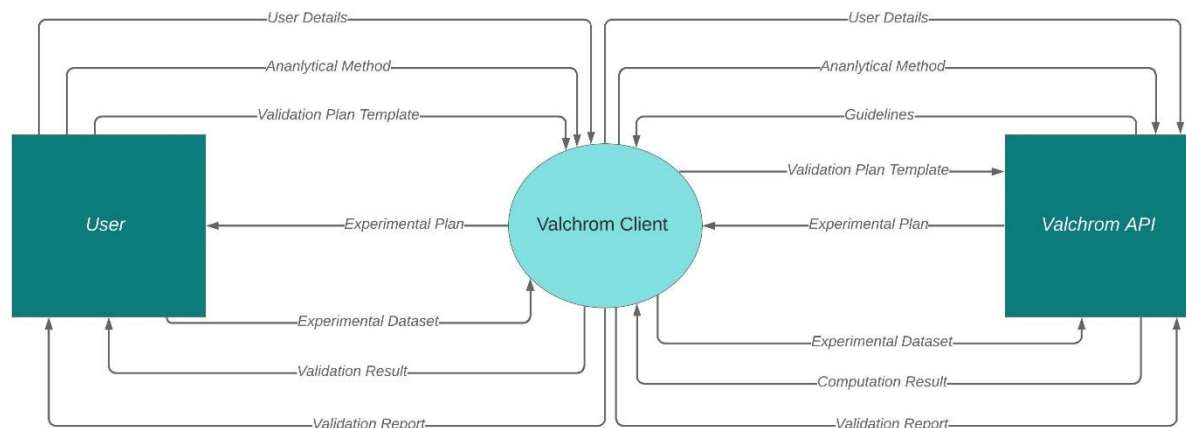 User Details
User Details
Ananlytical Method
Ananlytical Method
Validation Plan Template
Guidelines
Validation Plan Template
User
Experimental Plan
Valchrom Client
Experimental Plan
Valchrom API
Experimental Dataset
Experimental Dataset
Validation Result
Computation Result
Validation Report
Validation Report